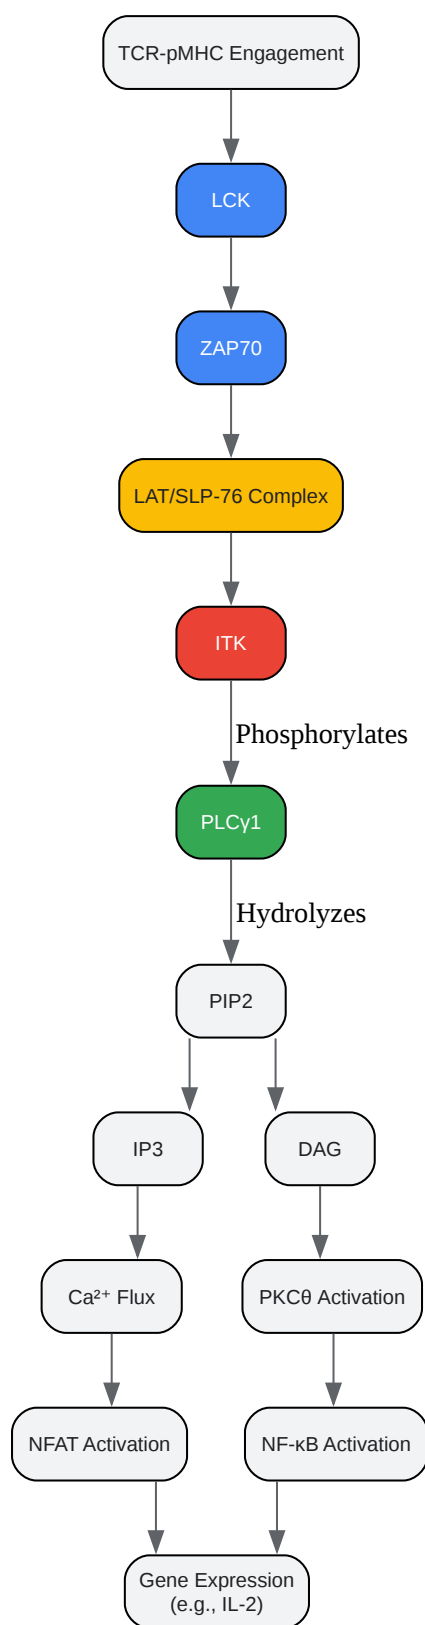 TCR-pMHC Engagement
LCK
ZAP70
LAT/SLP-76 Complex
ITK
Phosphorylates
PLCγ1
Hydrolyzes
PIP2
IP3
DAG
Ca²⁺ Flux
PKCθ Activation
NFAT Activation
NF-κB Activation
Gene Expression
(e.g., IL-2)